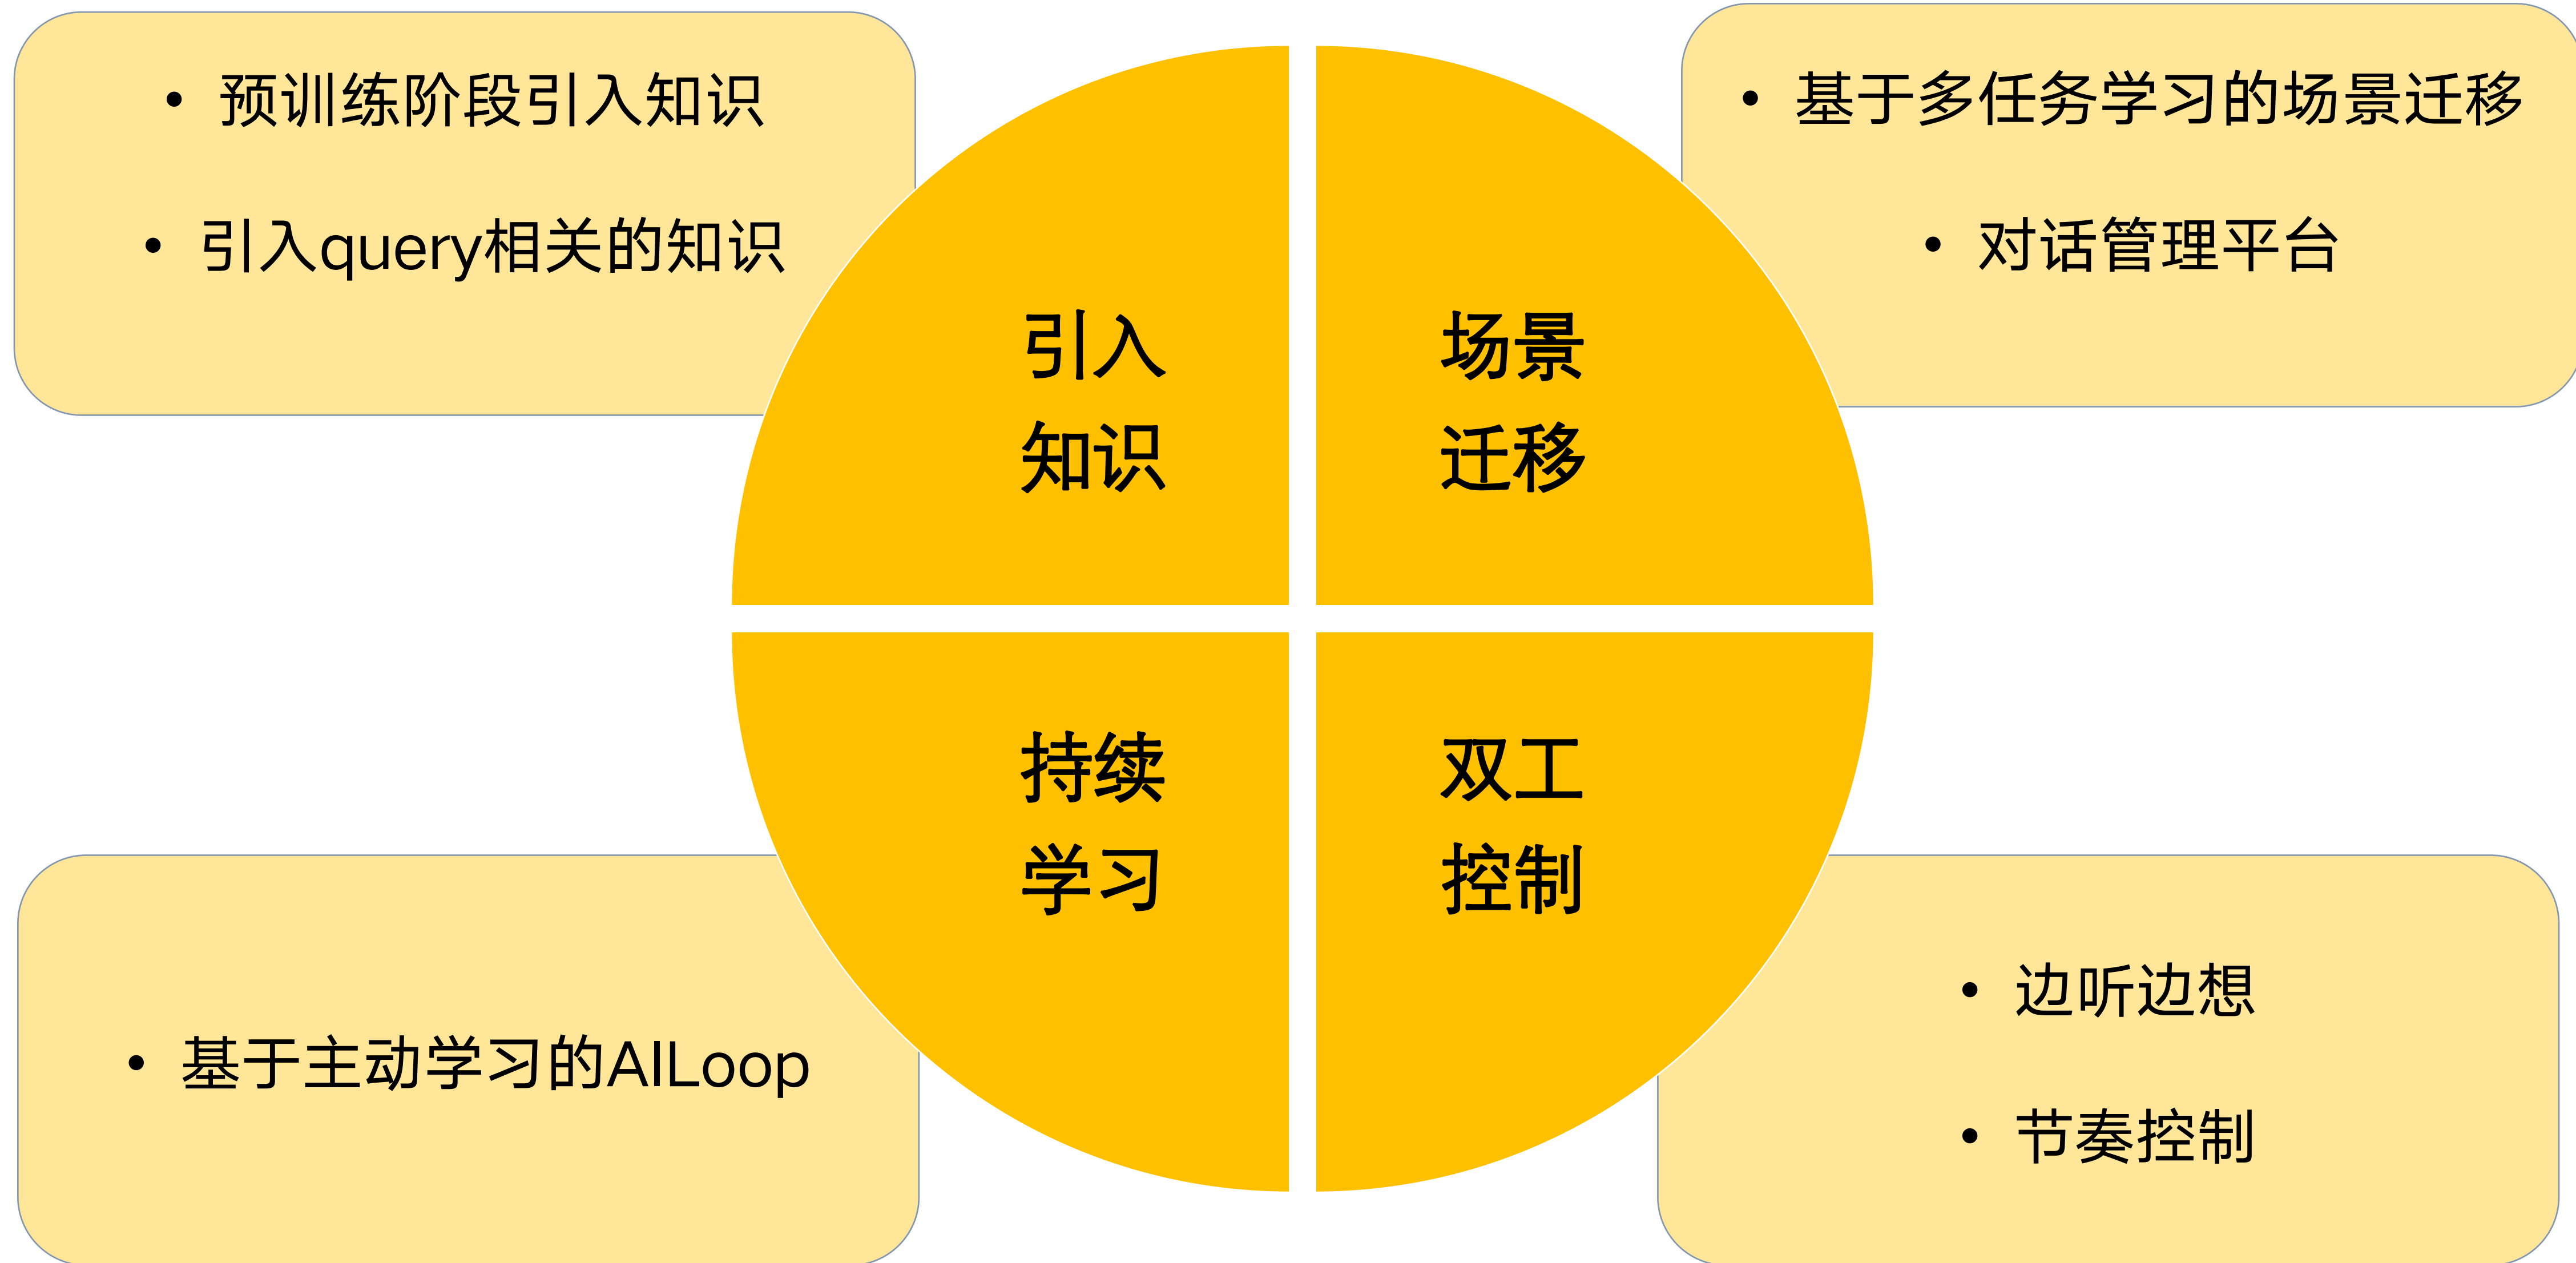 • 预训练阶段引入知识
• 引入query相关的知识
• 基于多任务学习的场景迁移
• 对话管理平台
引入
知识
场景
迁移
持续
学习
双工
控制
• 基于主动学习的AILoop
• 边听边想
• 节奏控制